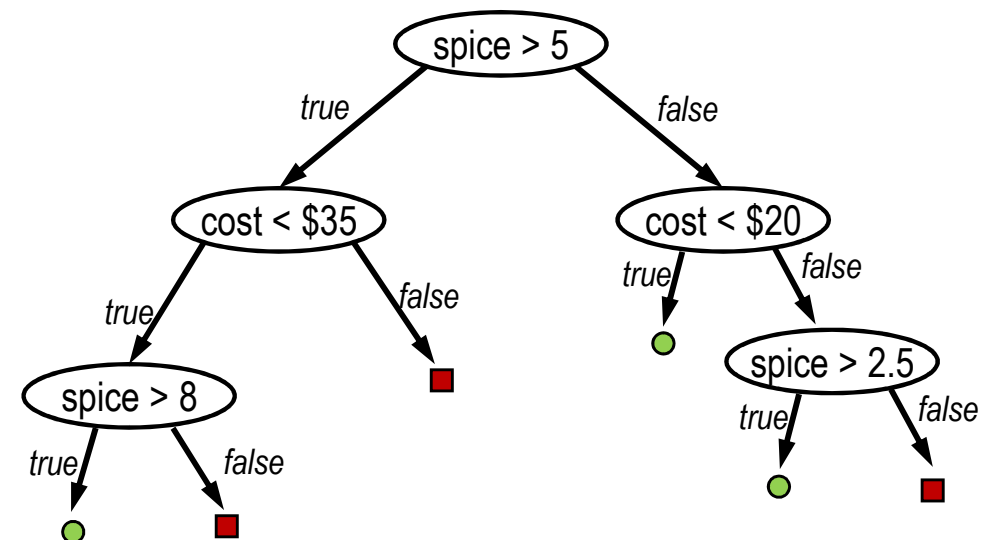 spice > 5
true
false
cost < $35
cost < $20
true
false
true
false
spice > 2.5
spice > 8
true
false
true
false